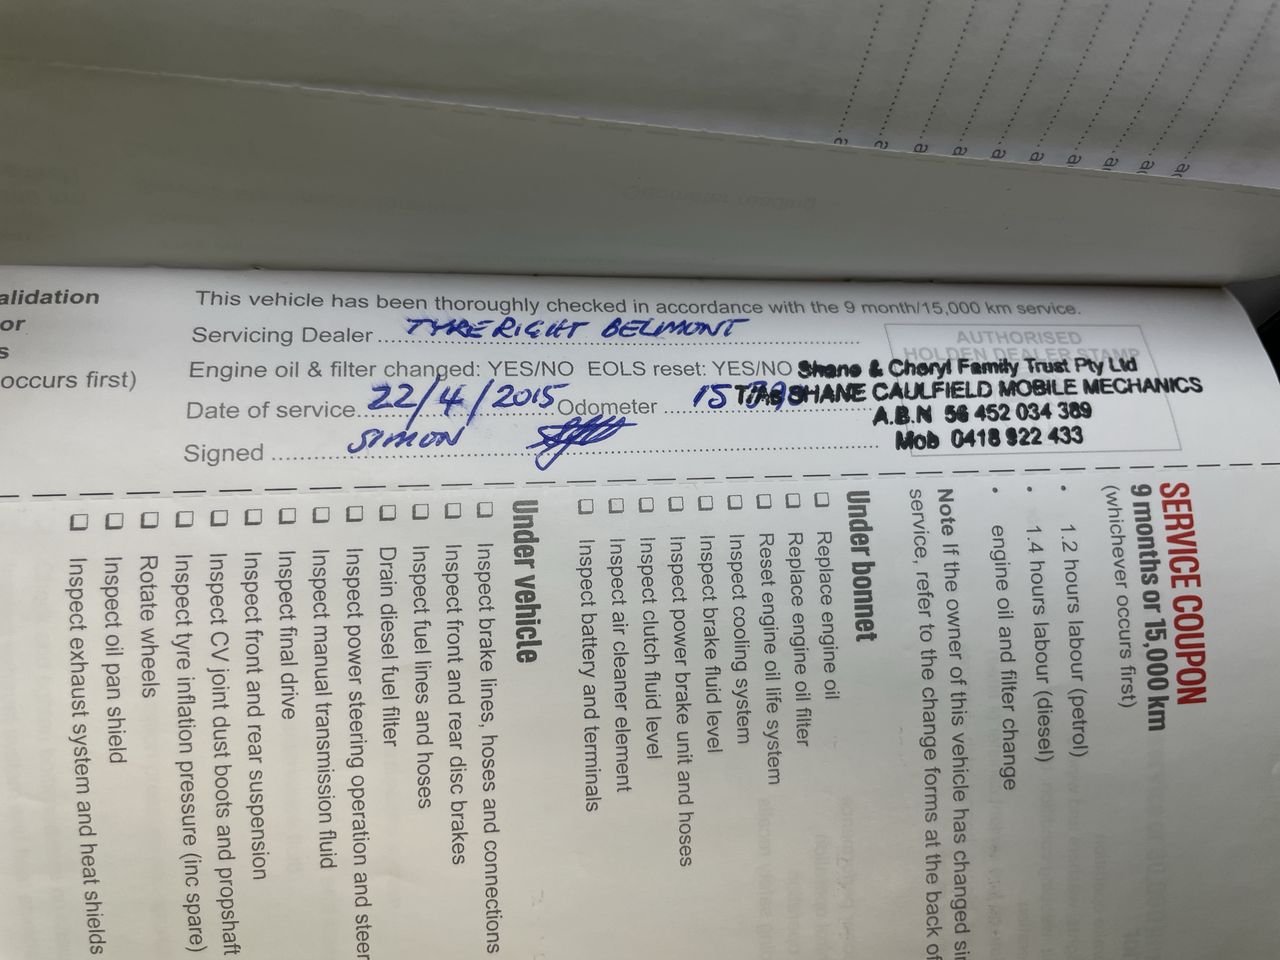 alidation
or
s
occurs first)
This vehicle has been thoroughly checked in accordance with the 9 month/15,000 km service.
Servicing Dealer ... TYRERIGHT BELMONT
Engine oil & filter changed: YES/NO EOLS reset: YES/NO
Date of service... 22/4/2015 Odometer ... 15
Signed ... SIMON
AUTHORISED
HOLDEN DEALER STAMP
Shane & Cheryl Family Trust Pty Ltd
T/AS SHANE CAULFIELD MOBILE MECHANICS
A.B.N 56 452 034 389
Mob 0418 922 433
SERVICE COUPON
9 months or 15,000 km
(whichever occurs first)
• 1.2 hours labour (petrol)
• 1.4 hours labour (diesel)
• engine oil and filter change
Note If the owner of this vehicle has changed sin
service, refer to the change forms at the back of
Under bonnet
❏ Replace engine oil
❏ Replace engine oil filter
❏ Reset engine oil life system
❏ Inspect cooling system
❏ Inspect brake fluid level
❏ Inspect power brake unit and hoses
❏ Inspect clutch fluid level
❏ Inspect air cleaner element
❏ Inspect battery and terminals
Under vehicle
❏ Inspect brake lines, hoses and connections
❏ Inspect front and rear disc brakes
❏ Inspect fuel lines and hoses
❏ Drain diesel fuel filter
❏ Inspect power steering operation and steer
❏ Inspect manual transmission fluid
❏ Inspect final drive
❏ Inspect front and rear suspension
❏ Inspect CV joint dust boots and propshaft
❏ Inspect tyre inflation pressure (inc spare)
❏ Rotate wheels
❏ Inspect oil pan shield
❏ Inspect exhaust system and heat shields